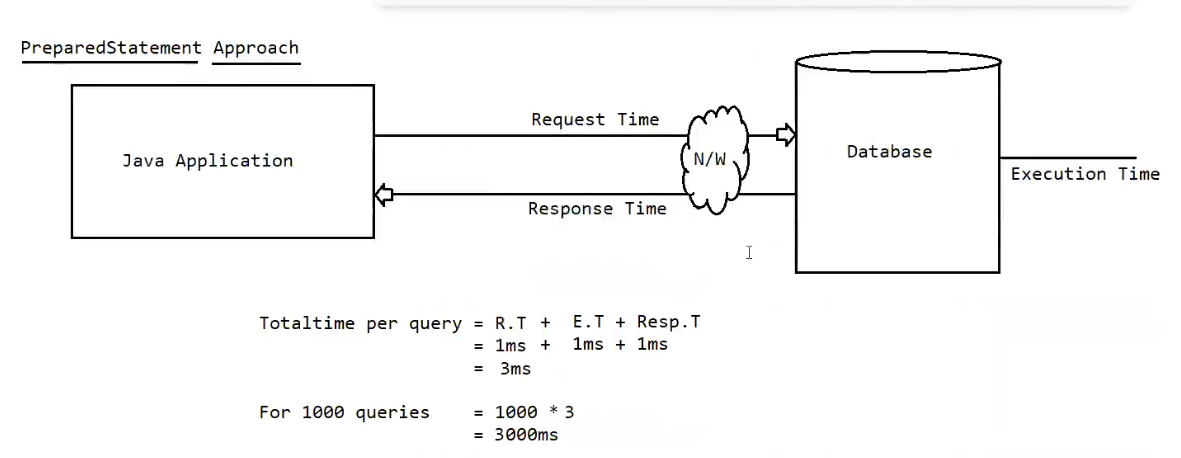 PreparedStatement Approach
Request Time
Java Application
N/W
Database
Execution Time
Response Time
Totaltime per query = R.T + E.T + Resp.T
= 1ms + 1ms + 1ms
= 3ms
For 1000 queries = 1000 * 3
= 3000ms